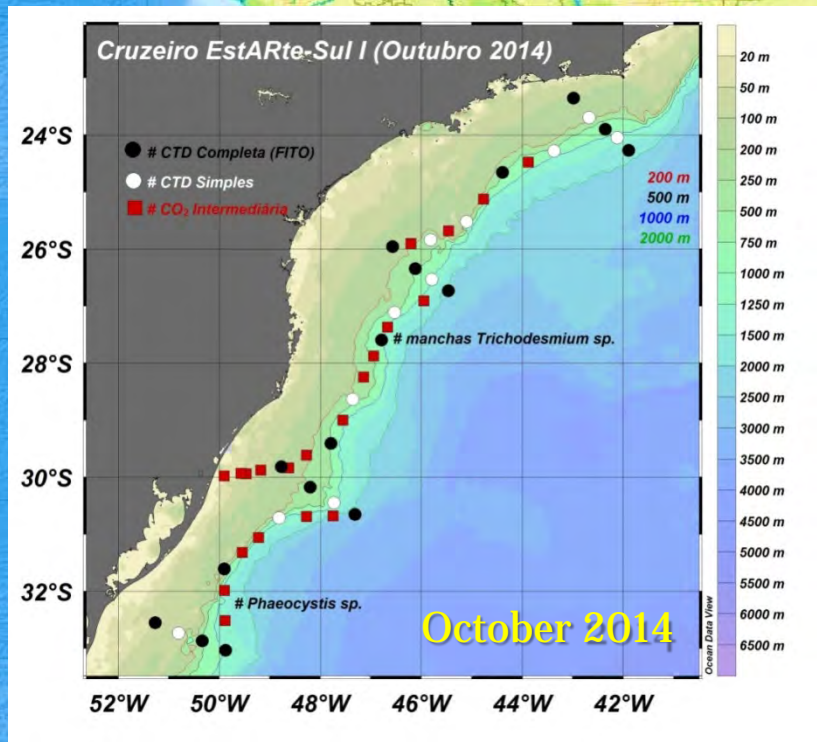 Cruzeiro EstARte-Sul I (Outubro 2014)
# CTD Completa (FITO)
# CTD Simples
# CO₂ Intermediária
200 m
500 m
1000 m
2000 m
# manchas Trichodesmium sp.
# Phaeocystis sp.
October 2014
24°S
26°S
28°S
30°S
32°S
52°W
50°W
48°W
46°W
44°W
42°W
20 m
50 m
100 m
200 m
250 m
500 m
750 m
1000 m
1250 m
1500 m
2000 m
2500 m
3000 m
3500 m
4000 m
4500 m
5000 m
5500 m
6000 m
6500 m
Ocean Data View